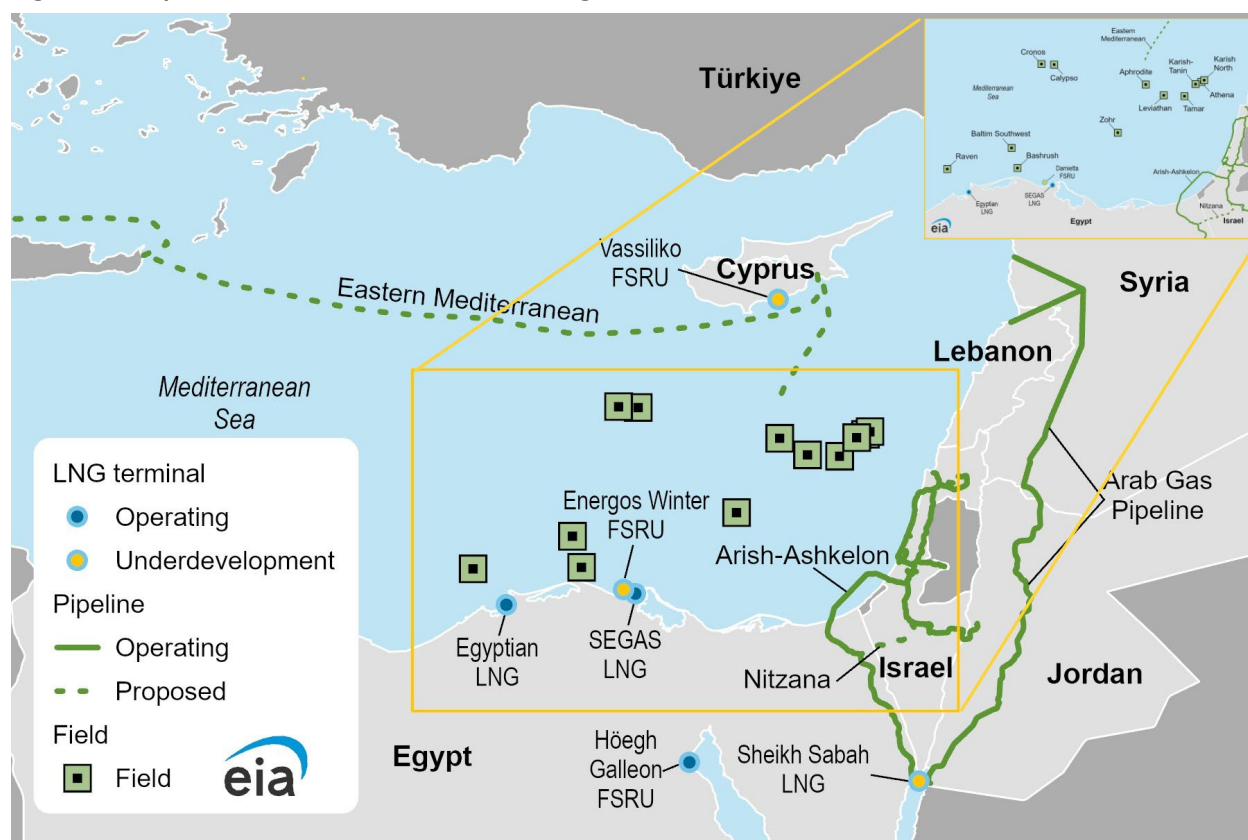 Türkiye
Vassiliko
FSRU
Cyprus
Syria
Eastern Mediterranean
Lebanon
Mediterranean
Sea
LNG terminal
Operating
Underdevelopment
Pipeline
Operating
Proposed
Field
Field
eia
Energos Winter
FSRU
Arish-Ashkelon
Arab Gas
Pipeline
Egyptian
LNG
SEGAS
LNG
Nitzana
Israel
Jordan
Egypt
Höegh
Galleon
FSRU
Sheikh Sabah
LNG
Eastern
Mediterranean
Cronos
Calypso
Karish-
Tanin
Karish
North
Aphrodite
Athena
Mediterranean
Sea
Leviathan
Tamar
Zohr
Baltim Southwest
Raven
Bashrush
Damietta
FSRU
Arish-Ashkelon
Egyptian
LNG
SEGAS
LNG
Nitzana
Egypt
Israel
eia